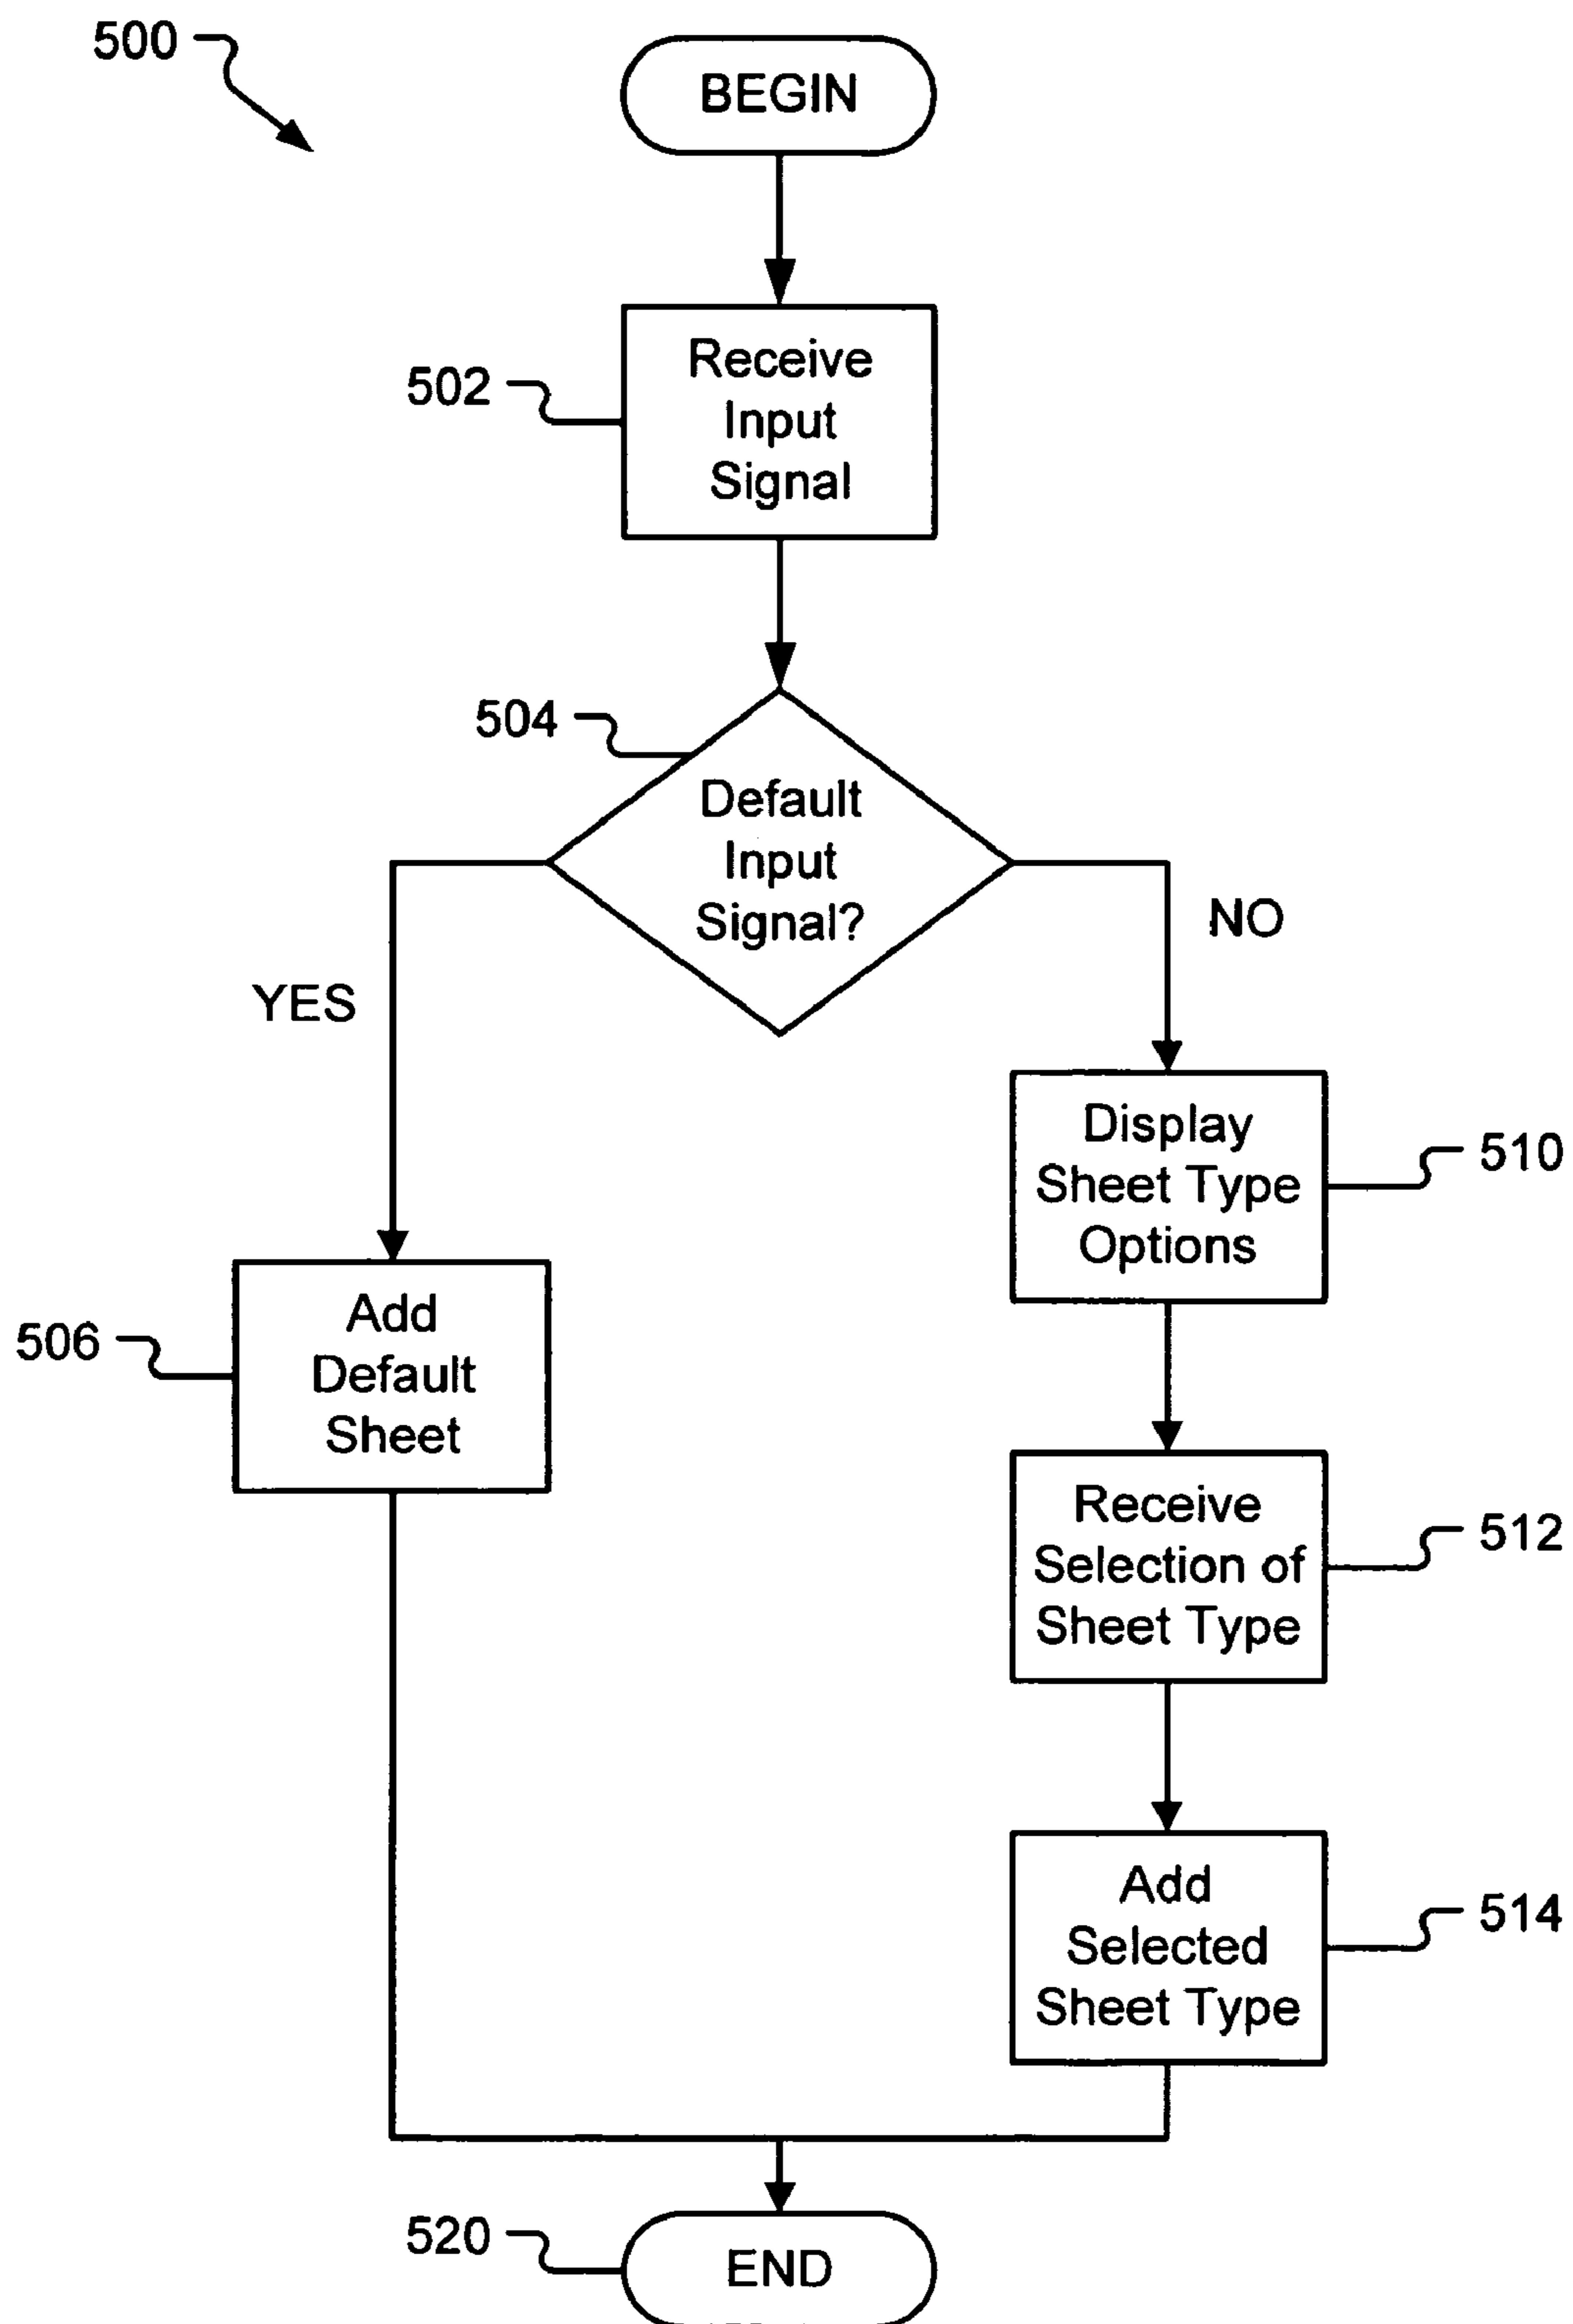 500
BEGIN
502
Receive
Input
Signal
504
Default
Input
Signal?
YES
NO
510
Display
Sheet Type
Options
506
Add
Default
Sheet
512
Receive
Selection of
Sheet Type
514
Add
Selected
Sheet Type
520
END